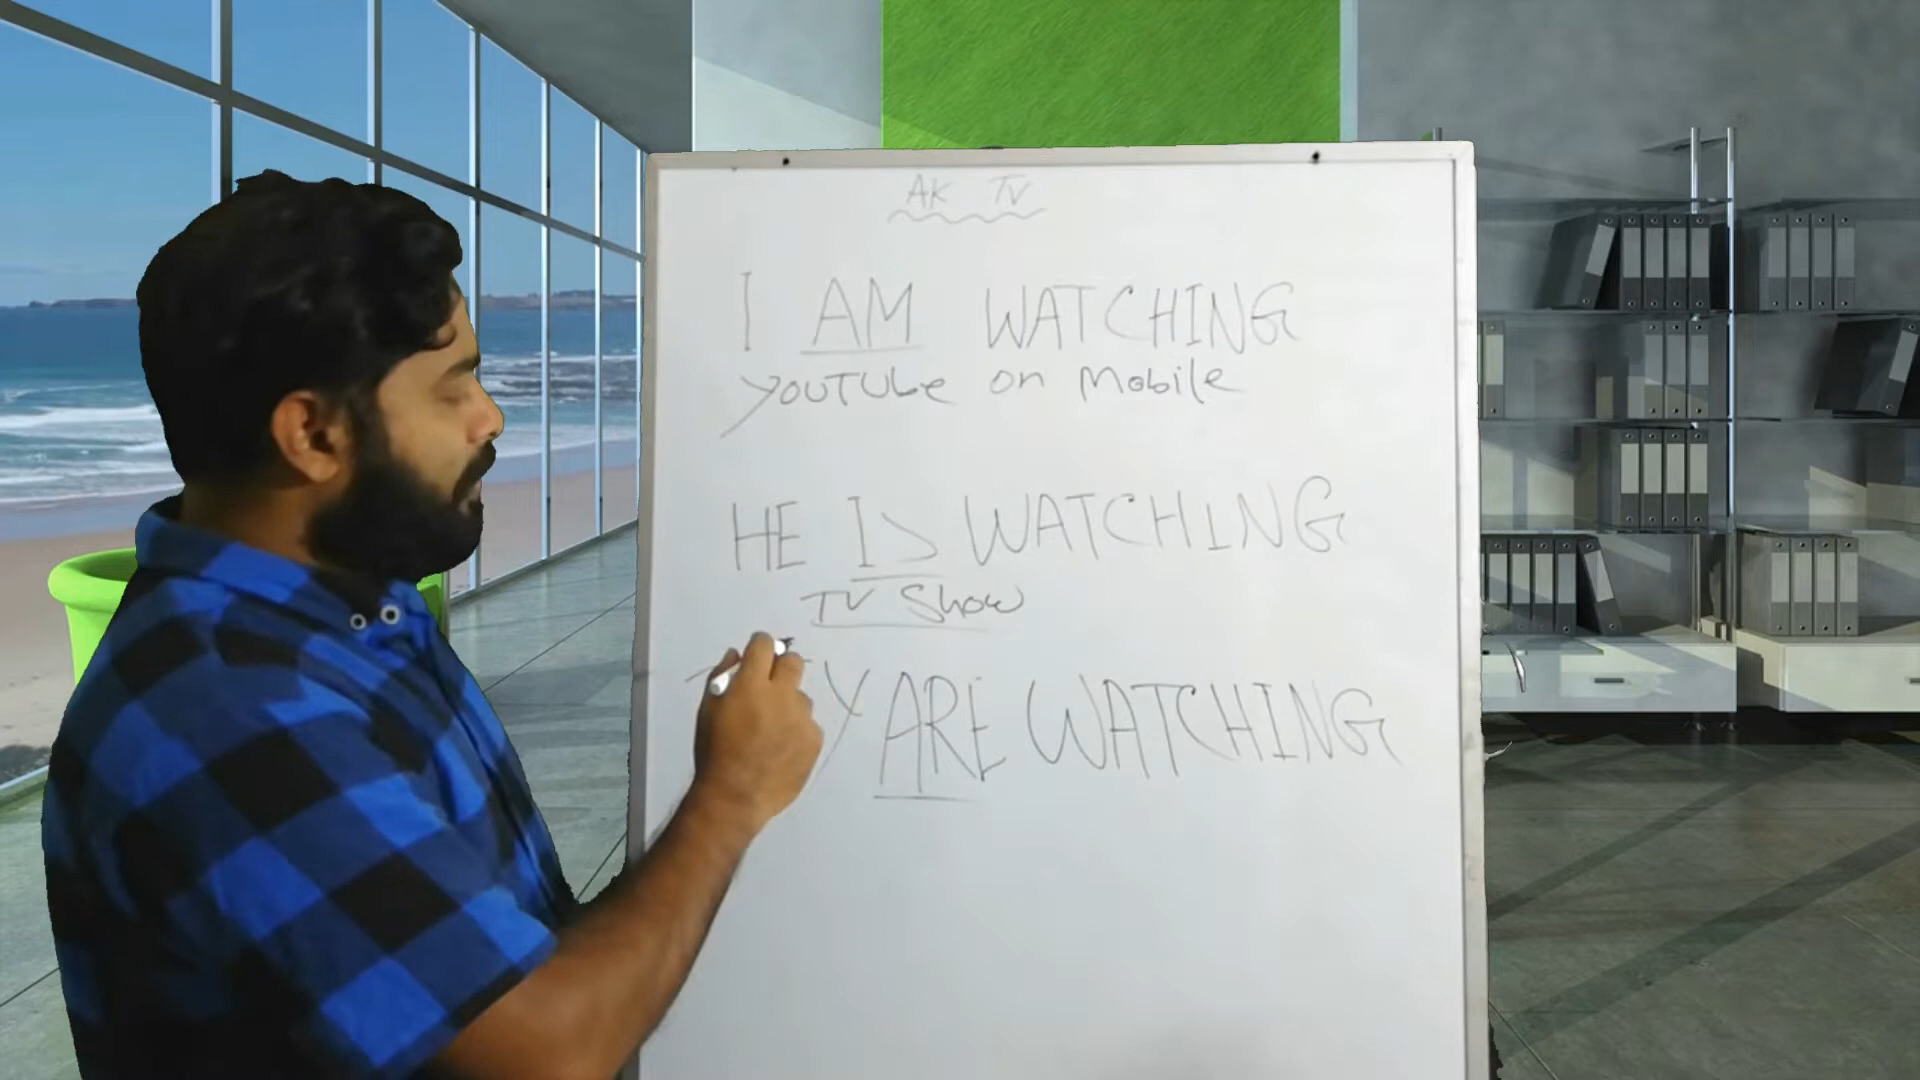 AK TV
I AM WATCHING
YOUTUbe on Mobile
HE IS WATCHING
TV Show
ARE WATCHING